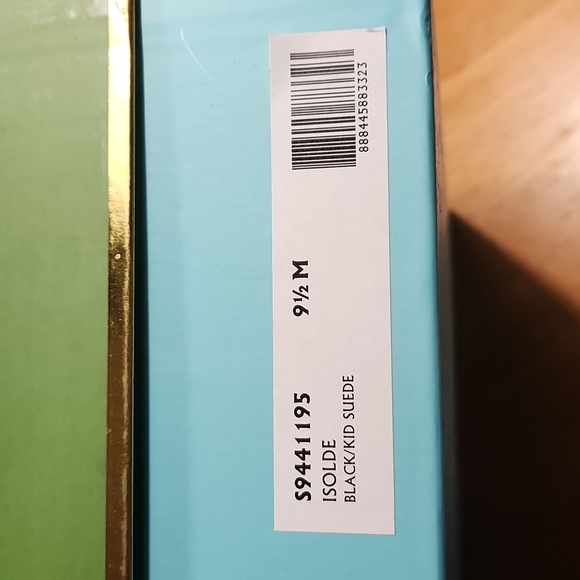 S9441195
ISOLDE
BLACK/KID SUEDE
9½ M
888445883323